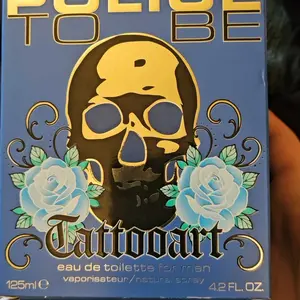 POLICE
TO BE
Tattooart
eau de toilette for man
vaporisateur/natural spray
125ml e 4.2 FL. OZ.